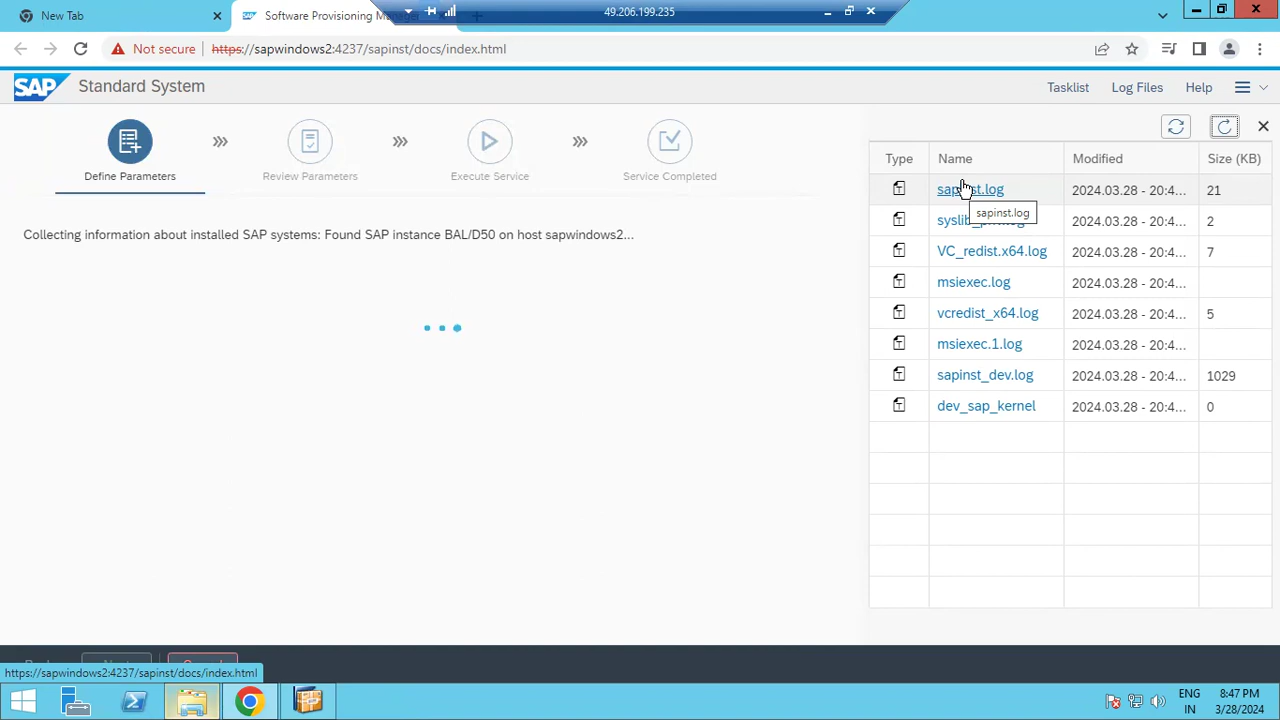 New Tab
Software Provisioning Manage
49.206.199.235
Not secure
https://sapwindows2:4237/sapinst/docs/index.html
SAP
Standard System
Tasklist
Log Files
Help
Define Parameters
Review Parameters
Execute Service
Service Completed
Collecting information about installed SAP systems: Found SAP instance BAL/D50 on host sapwindows2...
Type Name Modified Size (KB)
sapinst.log 2024.03.28 - 20:4... 21
sapinst.log
2024.03.28 - 20:4... 2
VC_redist.x64.log 2024.03.28 - 20:4... 7
msiexec.log 2024.03.28 - 20:4...
vcredist_x64.log 2024.03.28 - 20:4... 5
msiexec.1.log 2024.03.28 - 20:4...
sapinst_dev.log 2024.03.28 - 20:4... 1029
dev_sap_kernel 2024.03.28 - 20:4... 0
https://sapwindows2:4237/sapinst/docs/index.html
ENG
IN
8:47 PM
3/28/2024